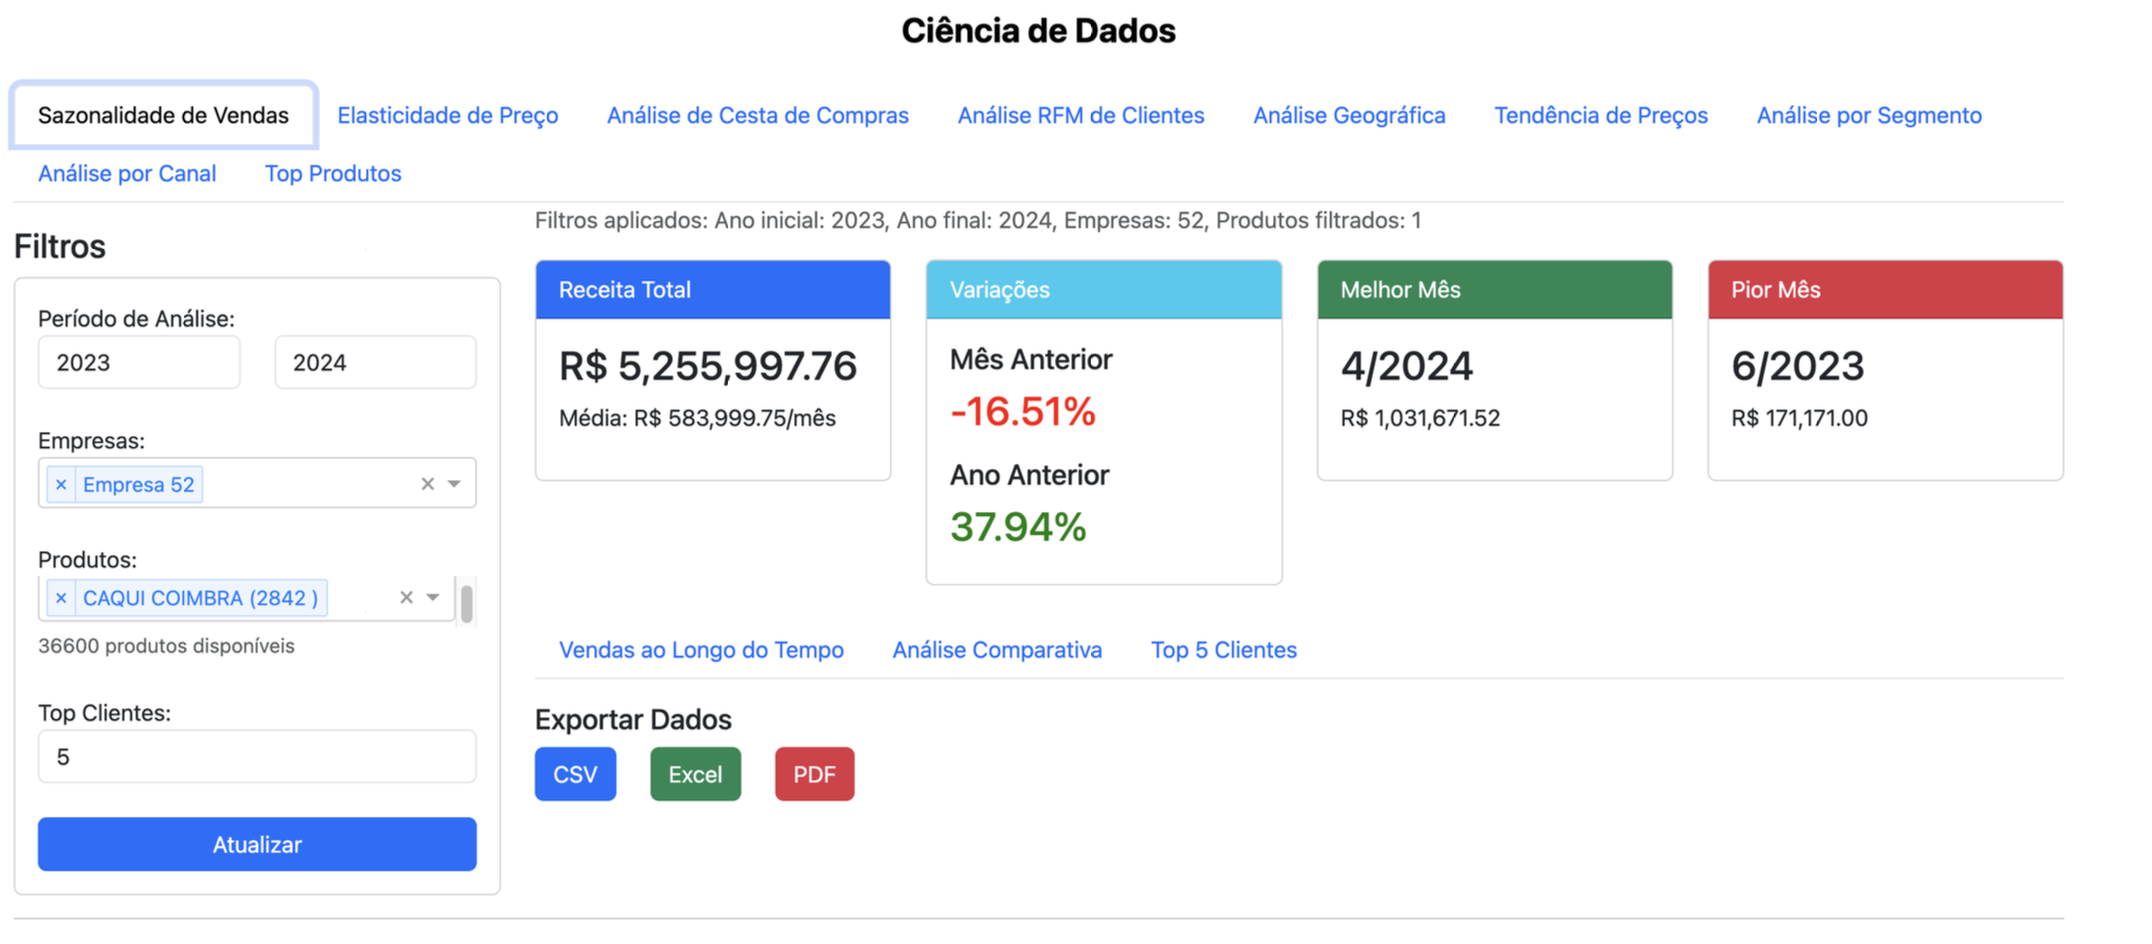 Ciência de Dados
Sazonalidade de Vendas Elasticidade de Preço Análise de Cesta de Compras Análise RFM de Clientes Análise Geográfica Tendência de Preços Análise por Segmento
Análise por Canal Top Produtos
Filtros
Período de Análise:
2023 2024
Empresas:
× Empresa 52 × 
Produtos:
× CAQUI COIMBRA (2842 ) ×
36600 produtos disponíveis
Top Clientes:
5
Atualizar
Filtros aplicados: Ano inicial: 2023, Ano final: 2024, Empresas: 52, Produtos filtrados: 1
Receita Total
R$ 5,255,997.76
Média: R$ 583,999.75/mês
Variações
Mês Anterior
-16.51%
Ano Anterior
37.94%
Melhor Mês
4/2024
R$ 1,031,671.52
Pior Mês
6/2023
R$ 171,171.00
Vendas ao Longo do Tempo Análise Comparativa Top 5 Clientes
Exportar Dados
CSV Excel PDF